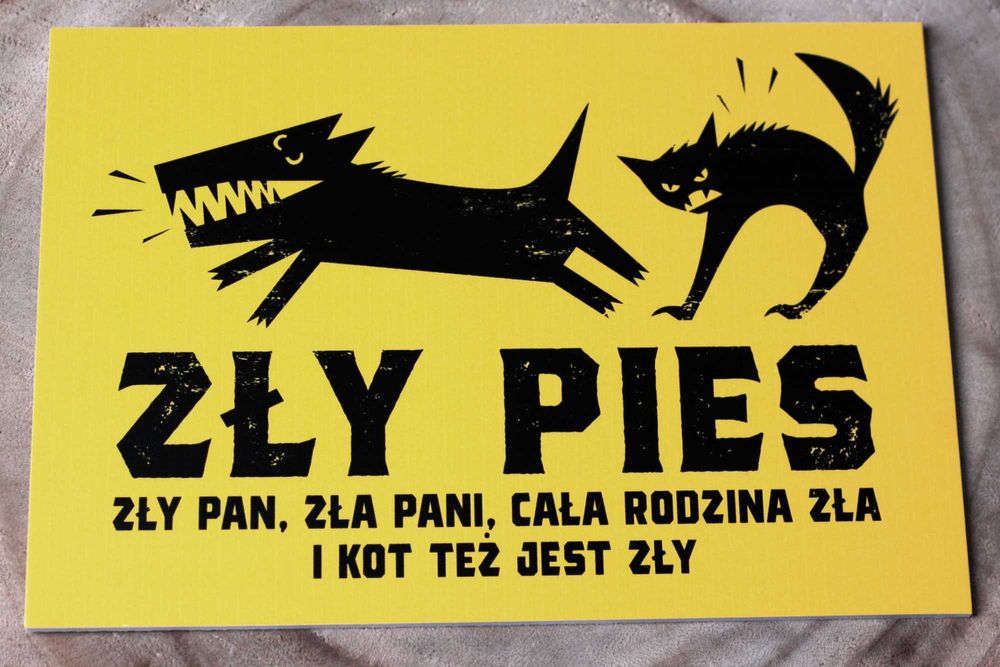 ZŁY PIES
ZŁY PAN, ZŁA PANI, CAŁA RODZINA ZŁA
I KOT TEŻ JEST ZŁY